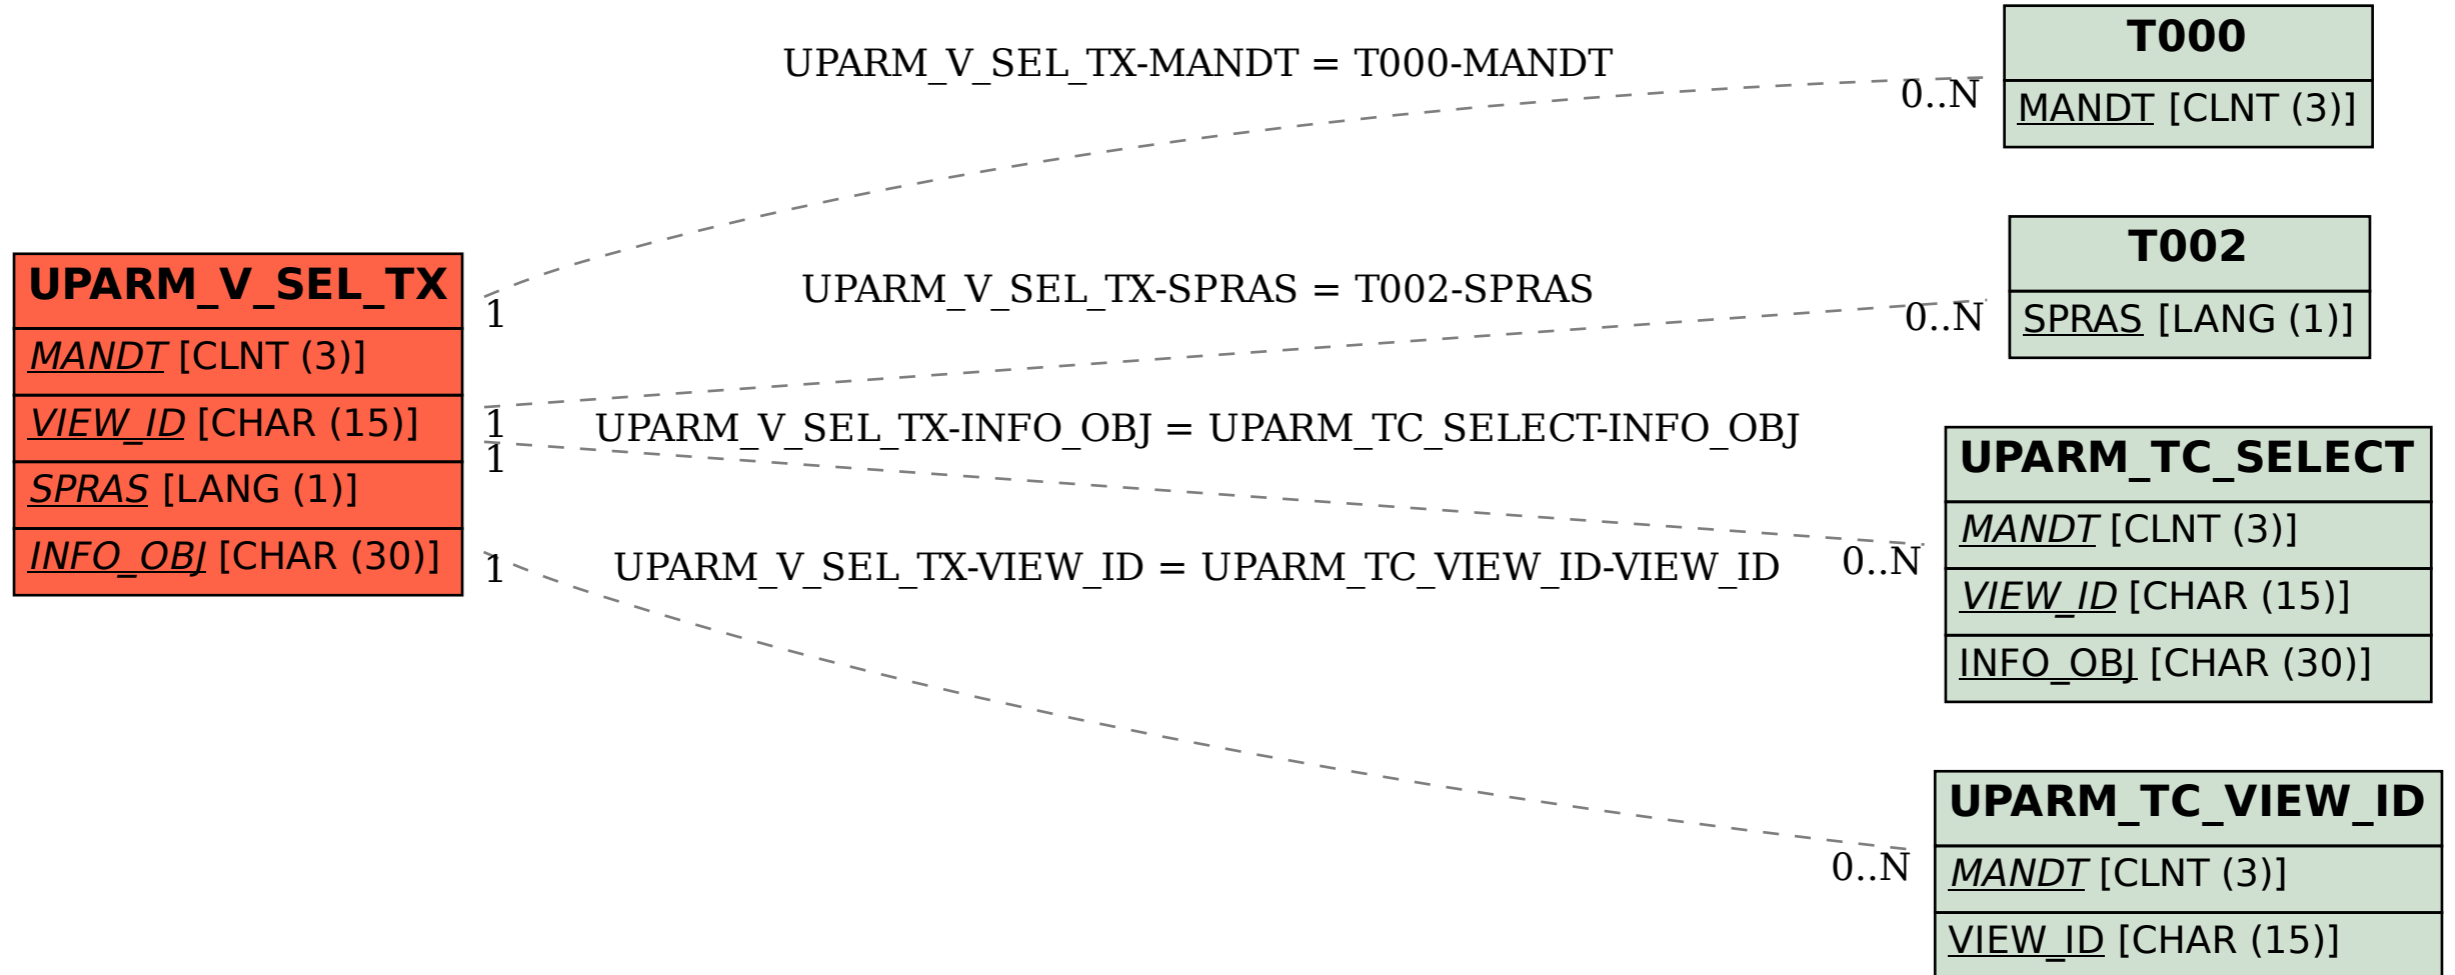 UPARM_V_SEL_TX
MANDT [CLNT (3)]
VIEW_ID [CHAR (15)]
SPRAS [LANG (1)]
INFO_OBJ [CHAR (30)]
UPARM_V_SEL_TX-MANDT = T000-MANDT
1
0..N
UPARM_V_SEL_TX-SPRAS = T002-SPRAS
1
0..N
UPARM_V_SEL_TX-INFO_OBJ = UPARM_TC_SELECT-INFO_OBJ
1
0..N
UPARM_V_SEL_TX-VIEW_ID = UPARM_TC_VIEW_ID-VIEW_ID
1
0..N
T000
MANDT [CLNT (3)]
T002
SPRAS [LANG (1)]
UPARM_TC_SELECT
MANDT [CLNT (3)]
VIEW_ID [CHAR (15)]
INFO_OBJ [CHAR (30)]
UPARM_TC_VIEW_ID
MANDT [CLNT (3)]
VIEW_ID [CHAR (15)]